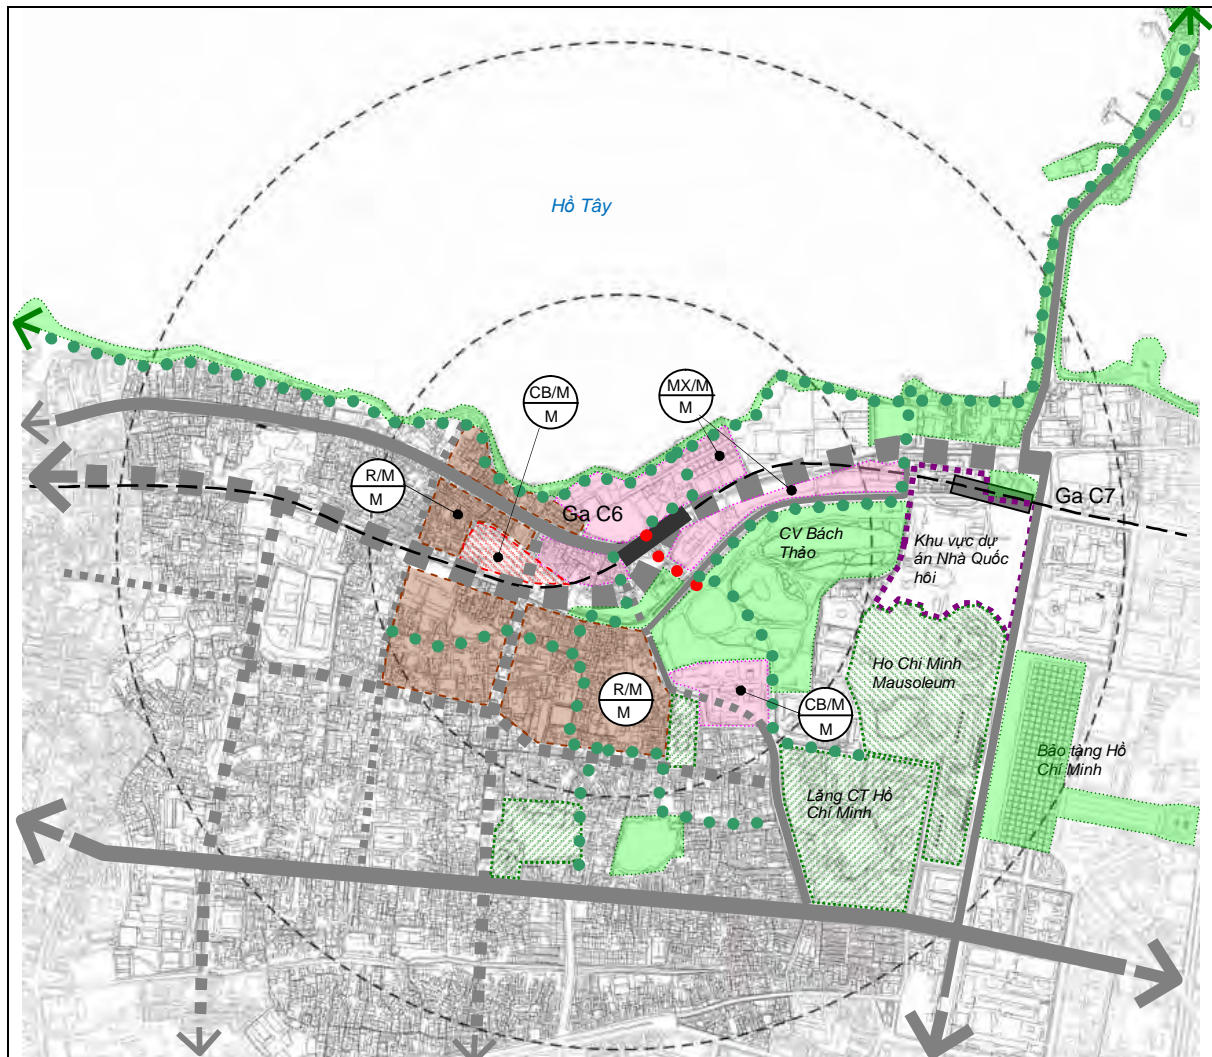 Hồ Tây
CB/M
M
MX/M
M
R/M
M
Ga C6
Ga C7
CV Bách
Thảo
Khu vực dự
án Nhà Quốc
hôi
Ho Chi Minh
Mausoleum
R/M
M
CB/M
M
Bảo tàng Hồ
Chí Minh
Lăng CT Hồ
Chí Minh